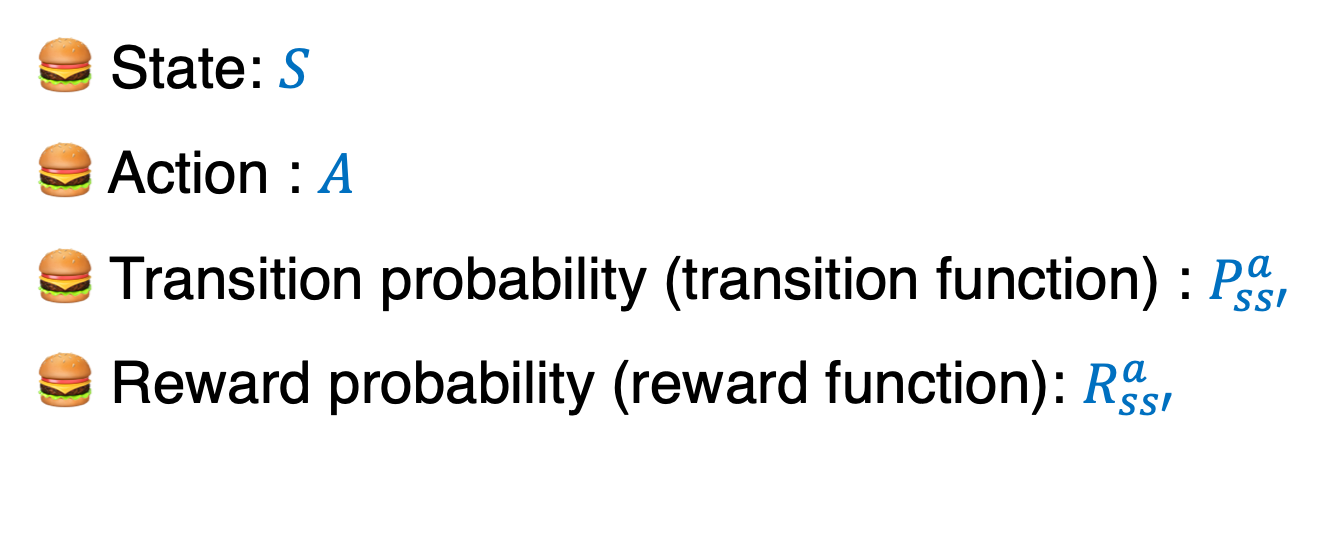 🍔 State: S
🍔 Action : A
🍔 Transition probability (transition function) : P^a_{ss′}
🍔 Reward probability (reward function): R^a_{ss′}